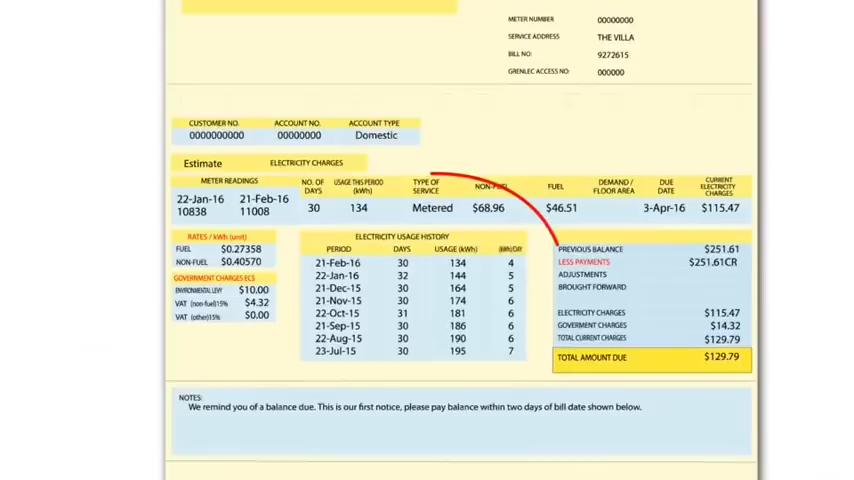 METER NUMBER 00000000
SERVICE ADDRESS THE VILLA
BILL NO: 9272615
GRENLEC ACCESS NO: 000000
CUSTOMER NO. ACCOUNT NO. ACCOUNT TYPE
0000000000 00000000 Domestic
Estimate ELECTRICITY CHARGES
METER READINGS NO. OF DAYS USAGE THIS PERIOD (kWh) TYPE OF SERVICE NON-FUEL FUEL DEMAND / FLOOR AREA DUE DATE CURRENT ELECTRICITY CHARGES
22-Jan-16 21-Feb-16
10838 11008 30 134 Metered $68.96 $46.51 3-Apr-16 $115.47
RATES / kWh (unit)
FUEL $0.27358
NON-FUEL $0.40570
GOVERNMENT CHARGES EC$
ENVIRONMENTAL LEVY $10.00
VAT (non-fuel)15% $4.32
VAT (other)15% $0.00
ELECTRICITY USAGE HISTORY
PERIOD DAYS USAGE (kWh) (kWh)/DAY
21-Feb-16 30 134 4
22-Jan-16 32 144 5
21-Dec-15 30 164 5
21-Nov-15 30 174 6
22-Oct-15 31 181 6
21-Sep-15 30 186 6
22-Aug-15 30 190 6
23-Jul-15 30 195 7
PREVIOUS BALANCE $251.61
LESS PAYMENTS $251.61CR
ADJUSTMENTS
BROUGHT FORWARD
ELECTRICITY CHARGES $115.47
GOVERMENT CHARGES $14.32
TOTAL CURRENT CHARGES $129.79
TOTAL AMOUNT DUE $129.79
NOTES:
We remind you of a balance due. This is our first notice, please pay balance within two days of bill date shown below.